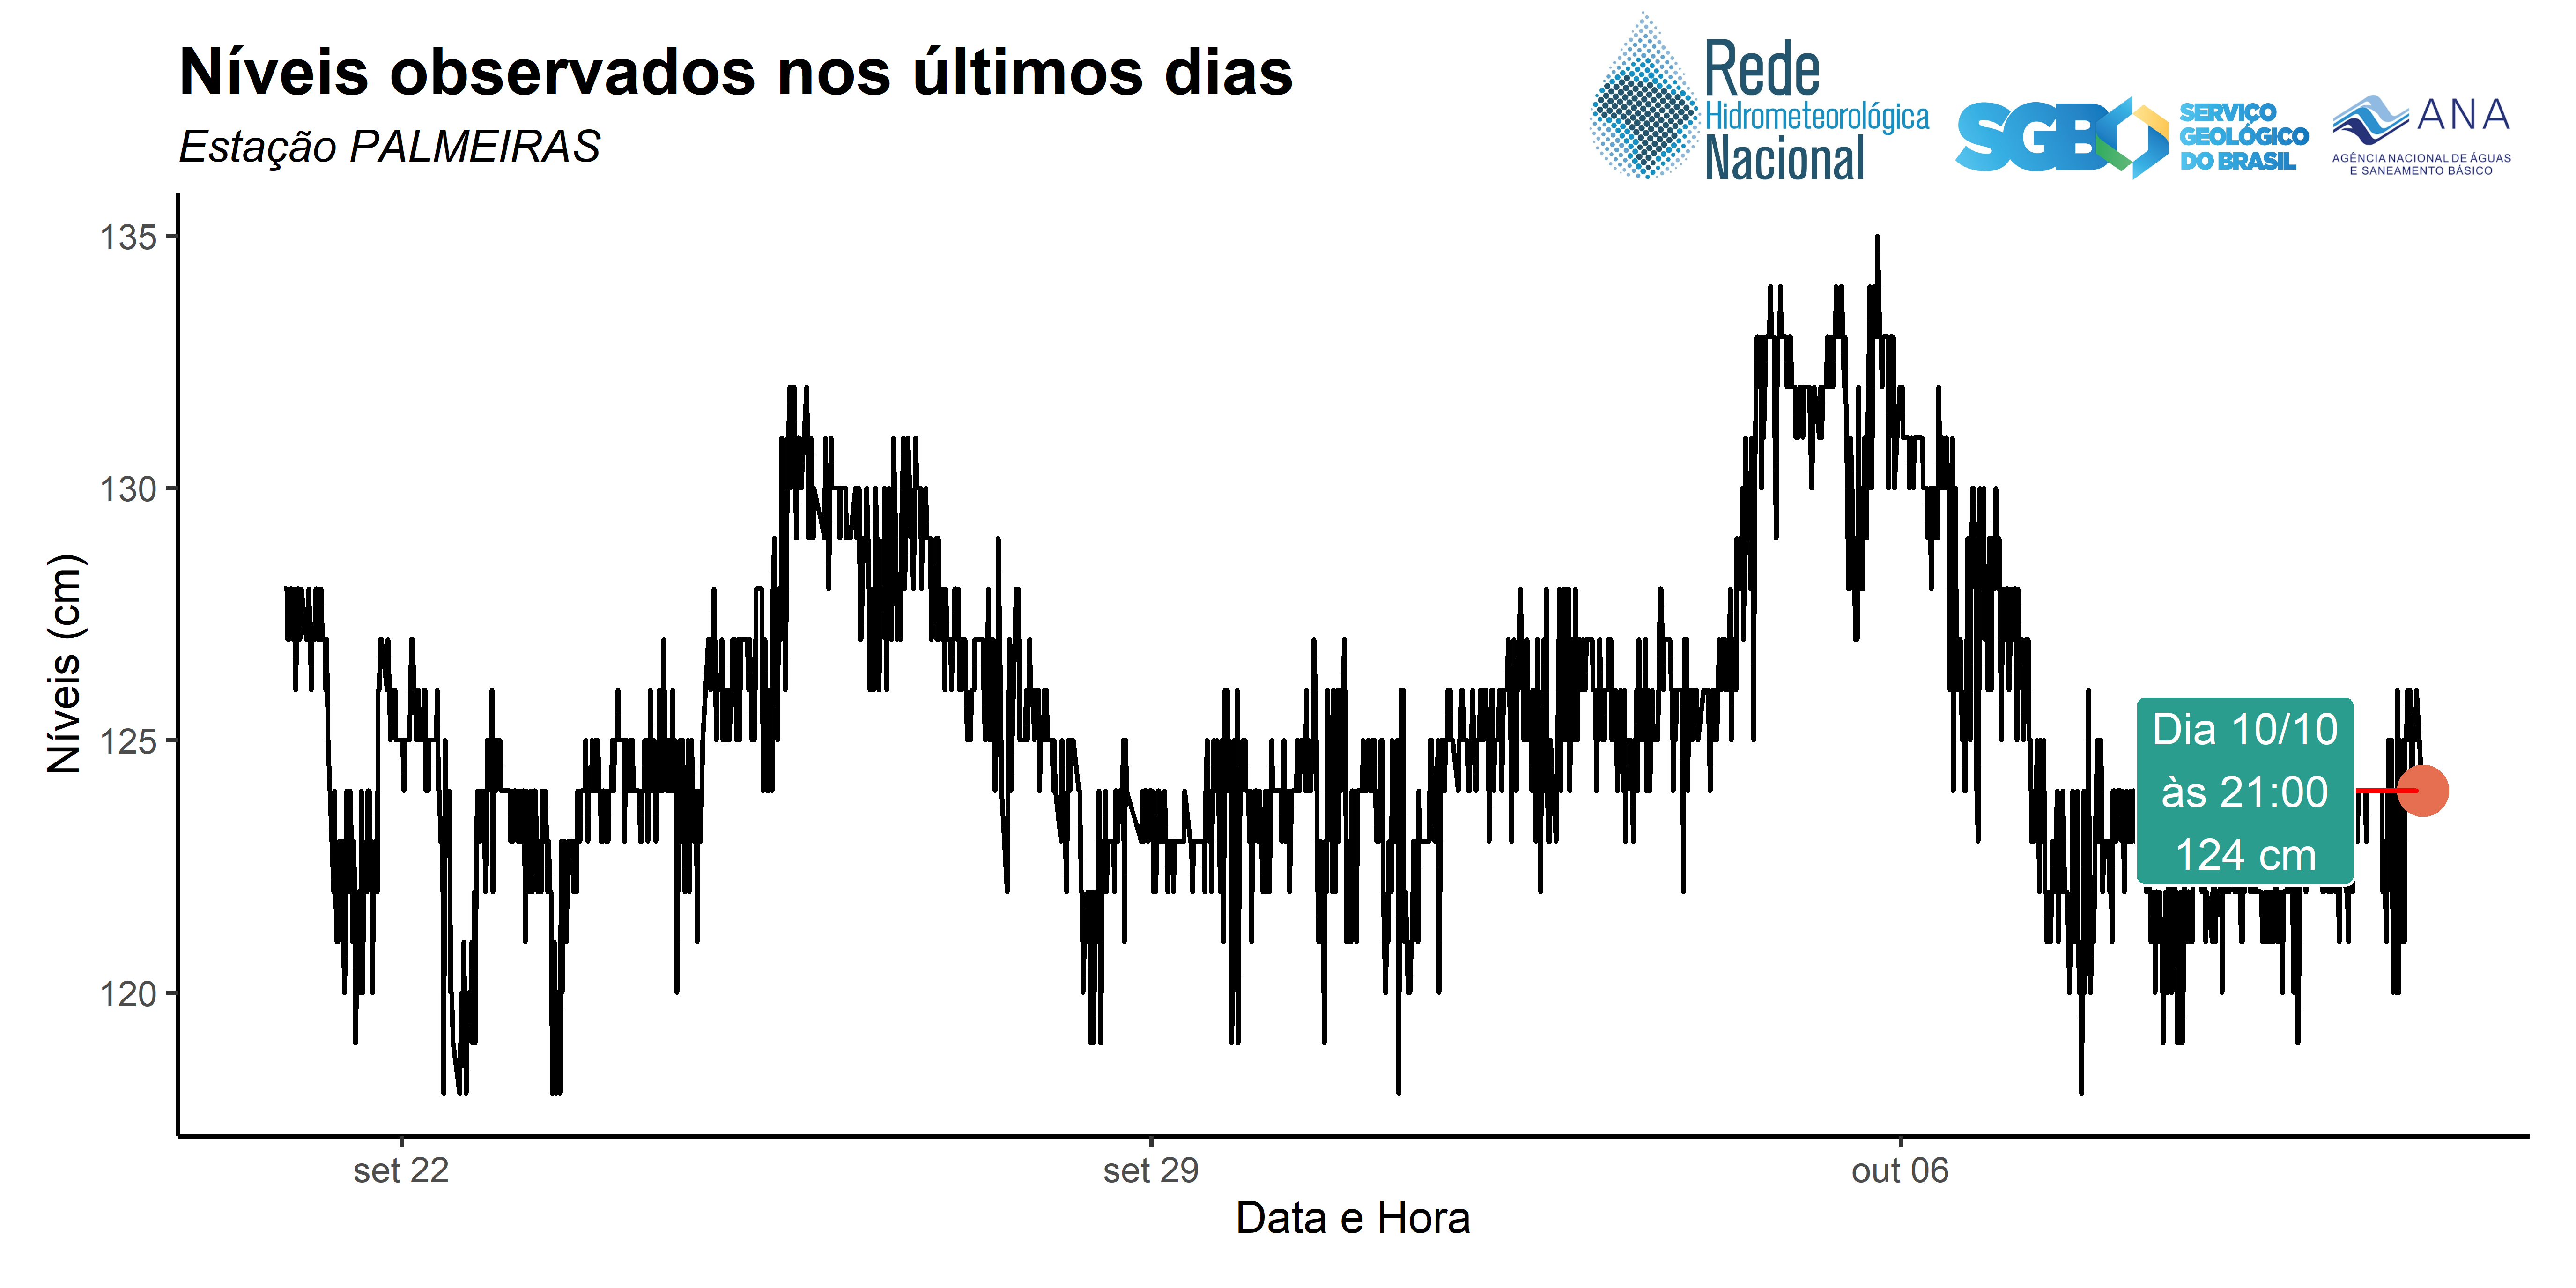 Níveis observados nos últimos dias
Estação PALMEIRAS
Rede
Hidrometeorológica
Nacional
SGB
SERVIÇO
GEOLÓGICO
DO BRASIL
ANA
AGÊNCIA NACIONAL DE ÁGUAS
E SANEAMENTO BÁSICO
135
130
125
120
Níveis (cm)
Dia 10/10
às 21:00
124 cm
set 22
set 29
out 06
Data e Hora